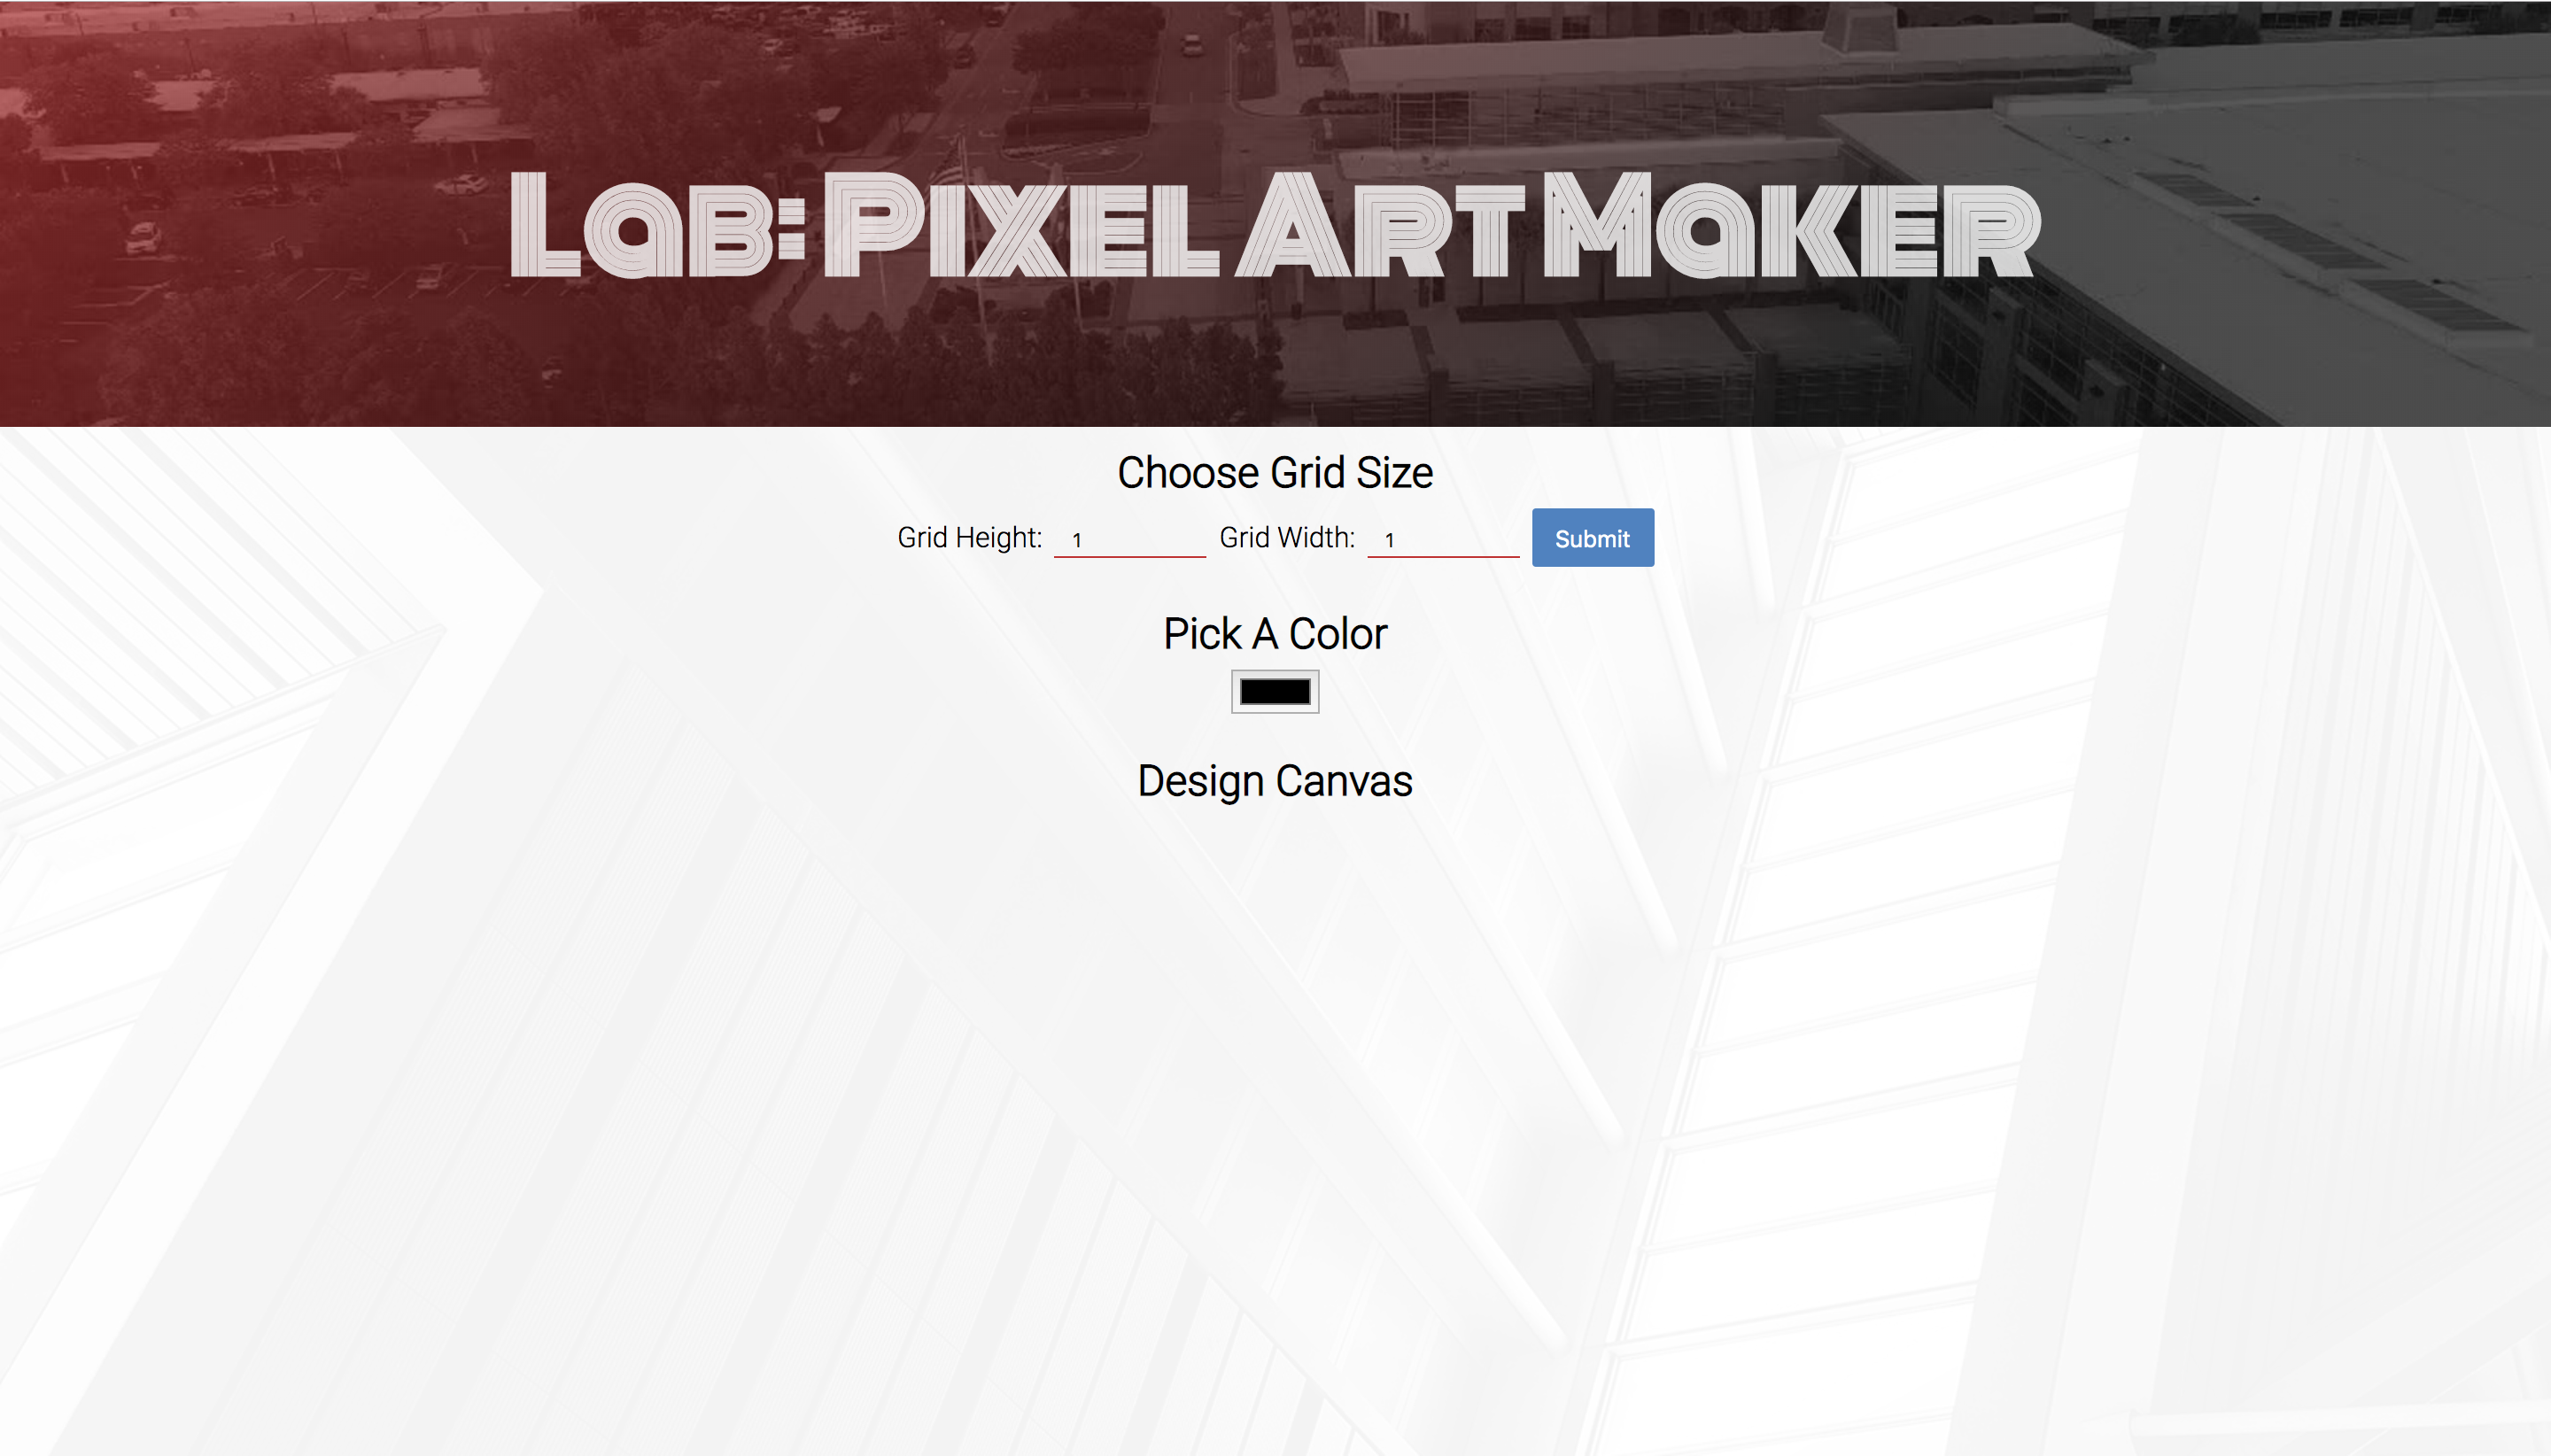 Lab: Pixel Art Maker
Choose Grid Size
Grid Height: 1 Grid Width: 1 Submit
Pick A Color
Design Canvas